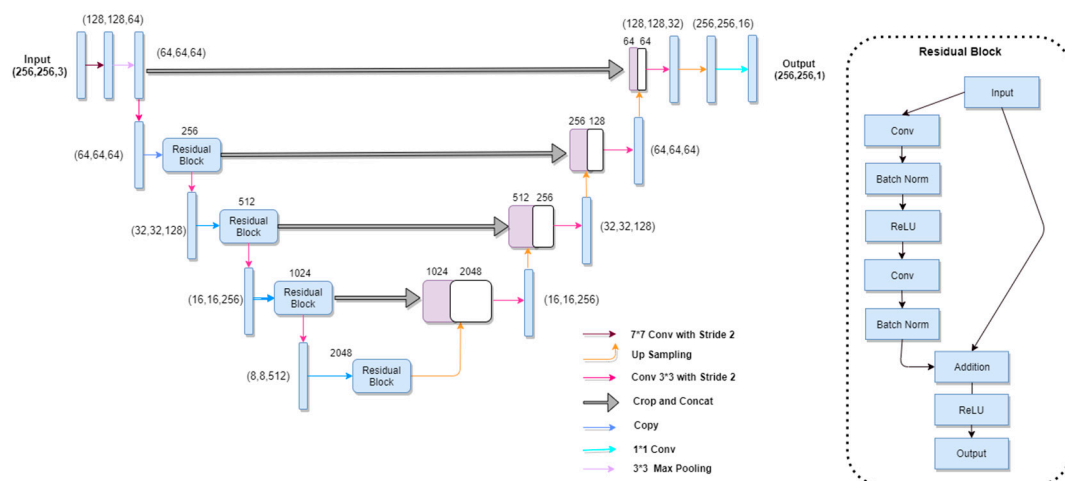 (128,128,64)
(64,64,64)
Input
(256,256,3)
(128,128,32)
(256,256,16)
64 64
Output
(256,256,1)
(64,64,64)
256
Residual
Block
256 128
(64,64,64)
(32,32,128)
512
Residual
Block
512 256
(32,32,128)
(16,16,256)
1024
Residual
Block
1024 2048
(16,16,256)
(8,8,512)
2048
Residual
Block
7*7 Conv with Stride 2
Up Sampling
Conv 3*3 with Stride 2
Crop and Concat
Copy
1*1 Conv
3*3 Max Pooling
Residual Block
Input
Conv
Batch Norm
ReLU
Conv
Batch Norm
Addition
ReLU
Output